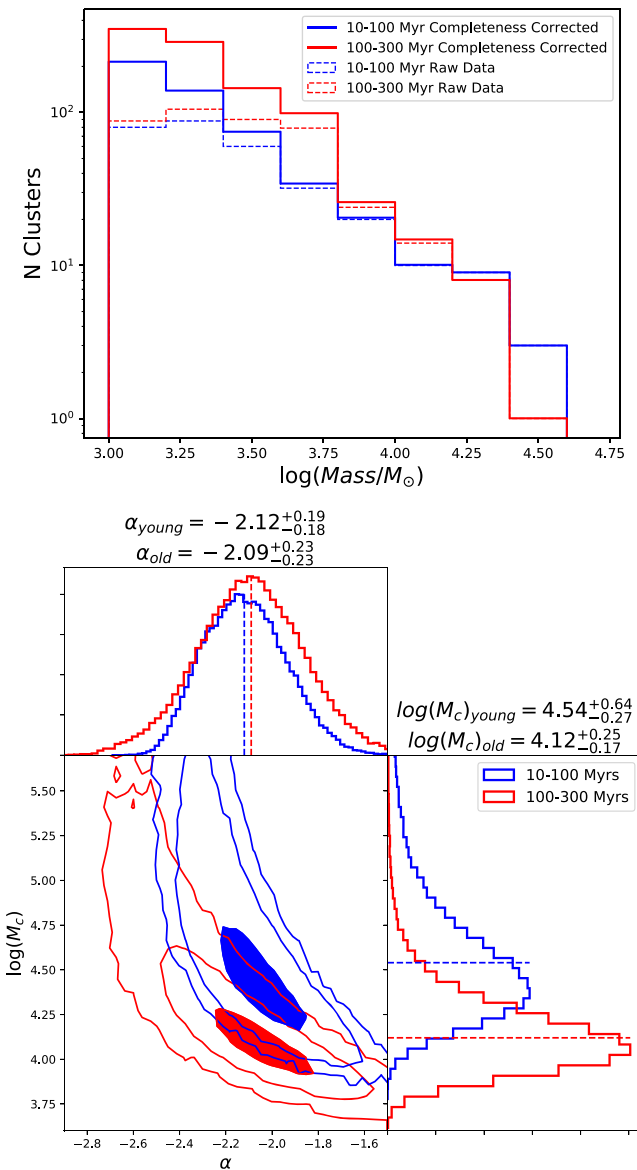 10-100 Myr Completeness Corrected
100-300 Myr Completeness Corrected
10-100 Myr Raw Data
100-300 Myr Raw Data
N Clusters
10²
10¹
10⁰
3.00 3.25 3.50 3.75 4.00 4.25 4.50 4.75
log(Mass/M⊙)
α_young = −2.12^{+0.19}_{−0.18}
α_old = −2.09^{+0.23}_{−0.23}
log(M_c)_young = 4.54^{+0.64}_{−0.27}
log(M_c)_old = 4.12^{+0.25}_{−0.17}
10-100 Myrs
100-300 Myrs
log(M_c)
5.50
5.25
5.00
4.75
4.50
4.25
4.00
3.75
−2.8 −2.6 −2.4 −2.2 −2.0 −1.8 −1.6
α